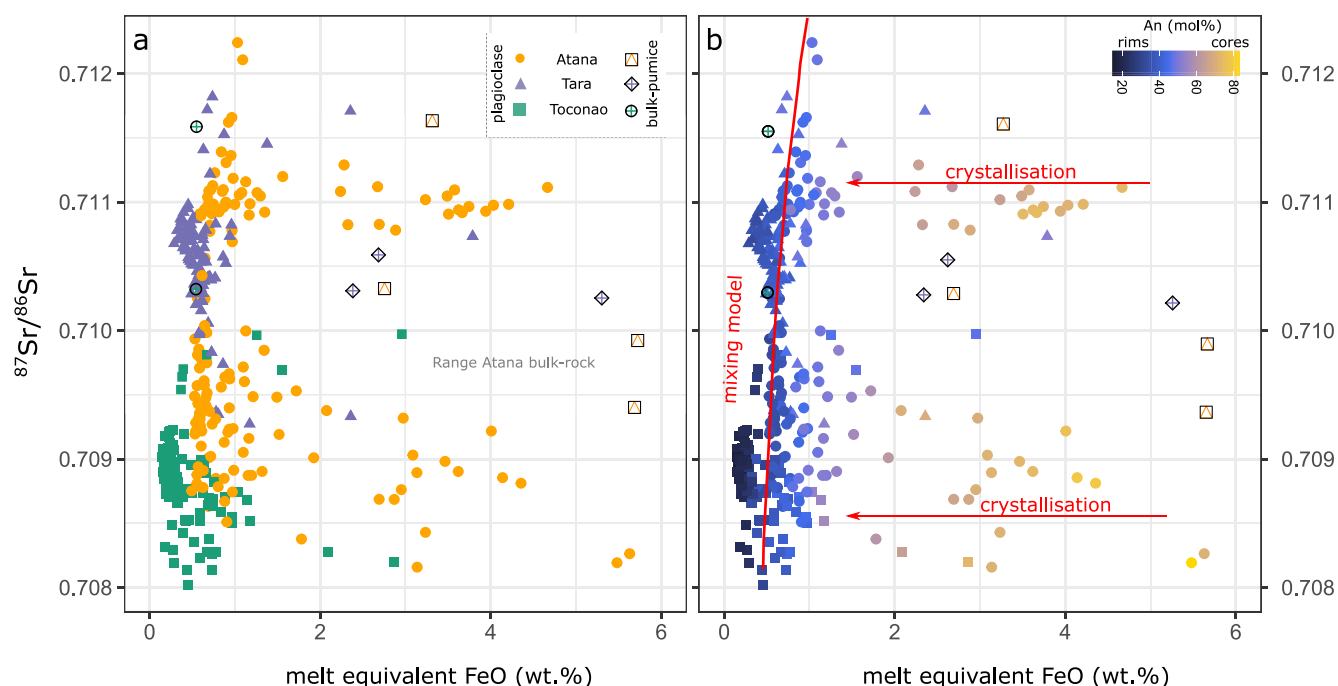 a
plagioclase
Atana
Tara
Toconao
bulk-pumice
Range Atana bulk-rock
0.712
0.711
0.710
0.709
0.708
87Sr/86Sr
0 2 4 6
melt equivalent FeO (wt.%)
b
An (mol%)
rims cores
20 40 60 80
crystallisation
mixing model
crystallisation
0.712
0.711
0.710
0.709
0.708
0 2 4 6
melt equivalent FeO (wt.%)